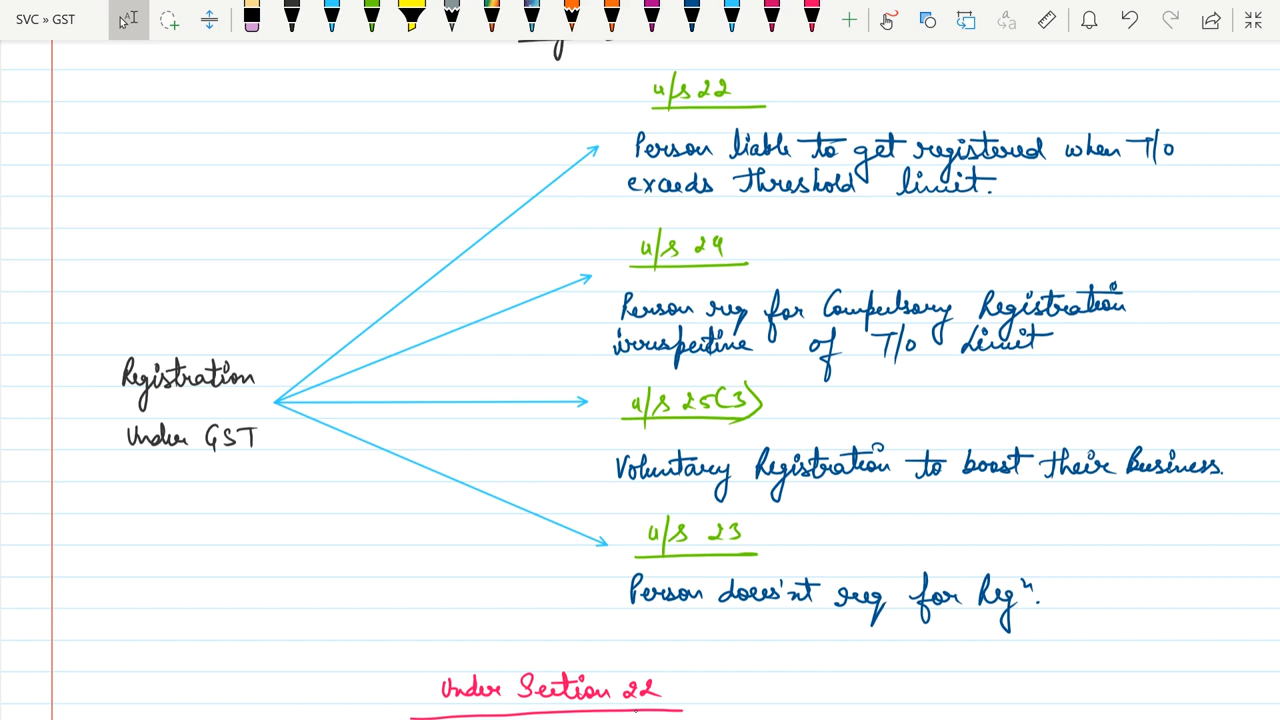 SVC » GST
u/s 22
Person liable to get registered when T/o
exceeds threshold limit.
u/s 24
Person req for Compulsory Registration
irrespective of T/o Limit
Registration
Under GST
u/s 25(3)
Voluntary Registration to boost their Business.
u/s 23
Person does'nt req for Regⁿ.
Under Section 22